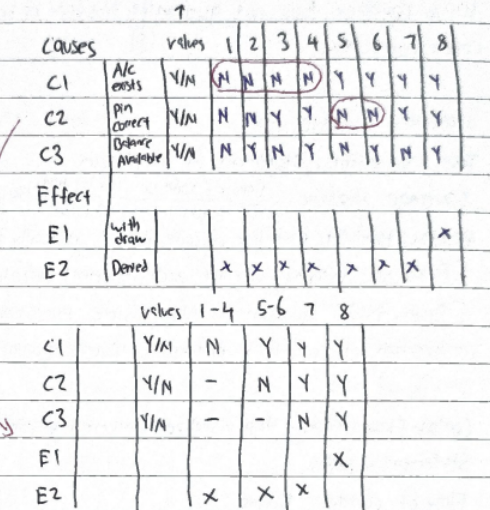 Causes values 1 2 3 4 5 6 7 8
C1 A/C exists Y/N N N N N Y Y Y Y
C2 Pin correct Y/N N N Y Y N N Y Y
C3 Balance Available Y/N N Y N Y N Y N Y
Effect
E1 with draw x
E2 Denied x x x x x x x
values 1-4 5-6 7 8
C1 Y/N N Y Y Y
C2 Y/N - N Y Y
C3 Y/N - - N Y
E1 X
E2 x x x